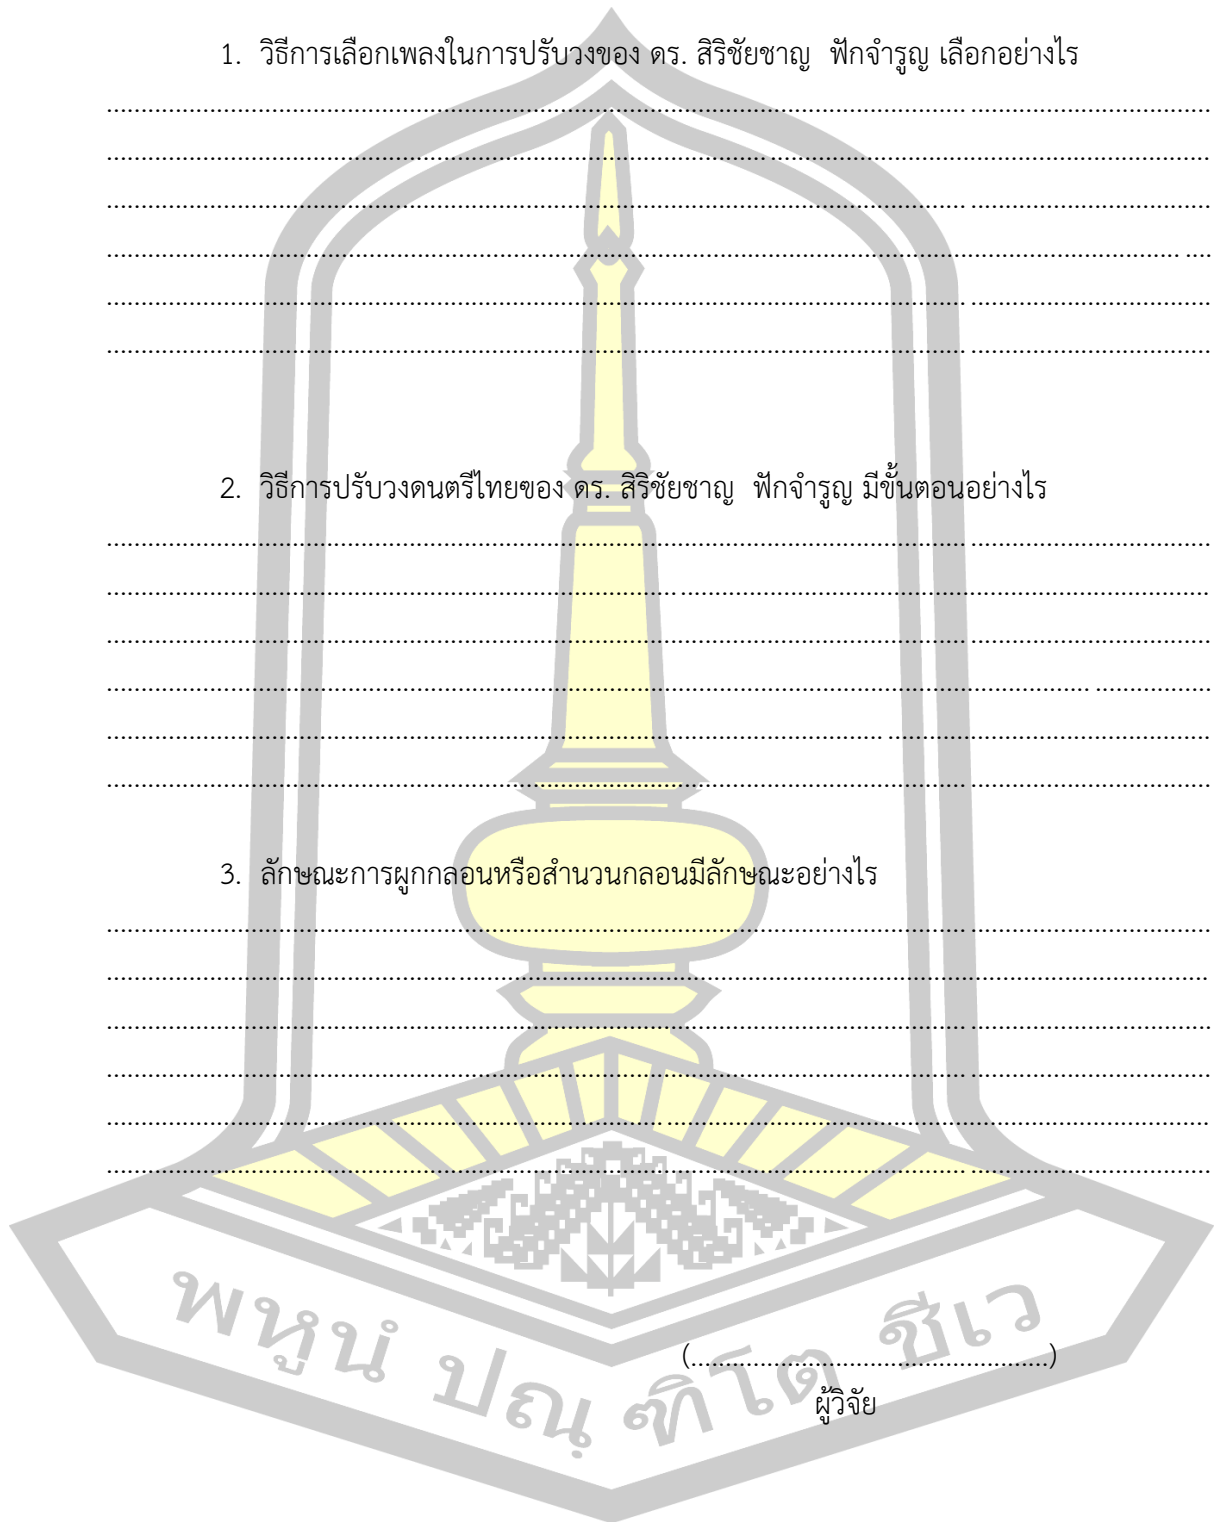 1. วิธีการเลือกเพลงในการปรับวงของ ดร. สิริชัยชาญ ฟักจำรูญ เลือกอย่างไร
2. วิธีการปรับวงดนตรีไทยของ ดร. สิริชัยชาญ ฟักจำรูญ มีขั้นตอนอย่างไร
3. ลักษณะการผูกกลอนหรือสำนวนกลอนมีลักษณะอย่างไร
(....................................................)
ผู้วิจัย
พหูนํ ปณฺฑิโต ชีเว